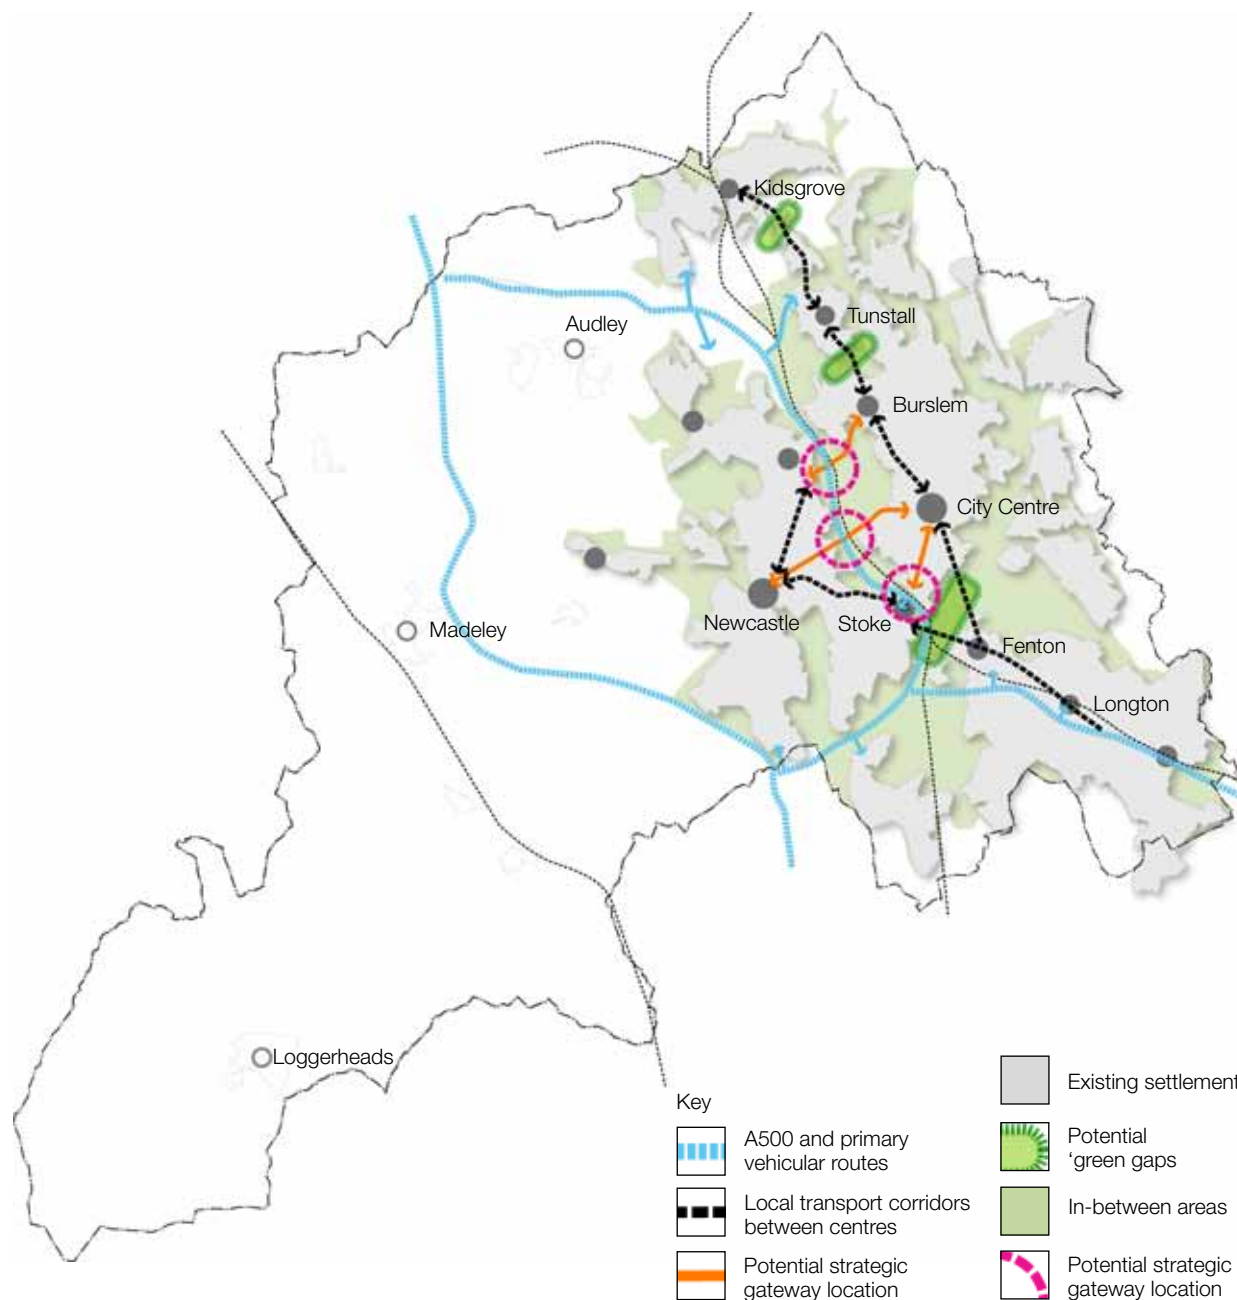 Kidsgrove
Tunstall
Audley
Burslem
City Centre
Newcastle
Stoke
Madeley
Fenton
Longton
Loggerheads
Key
A500 and primary
vehicular routes
Local transport corridors
between centres
Potential strategic
gateway location
Existing settlement
Potential
‘green gaps
In-between areas
Potential strategic
gateway location